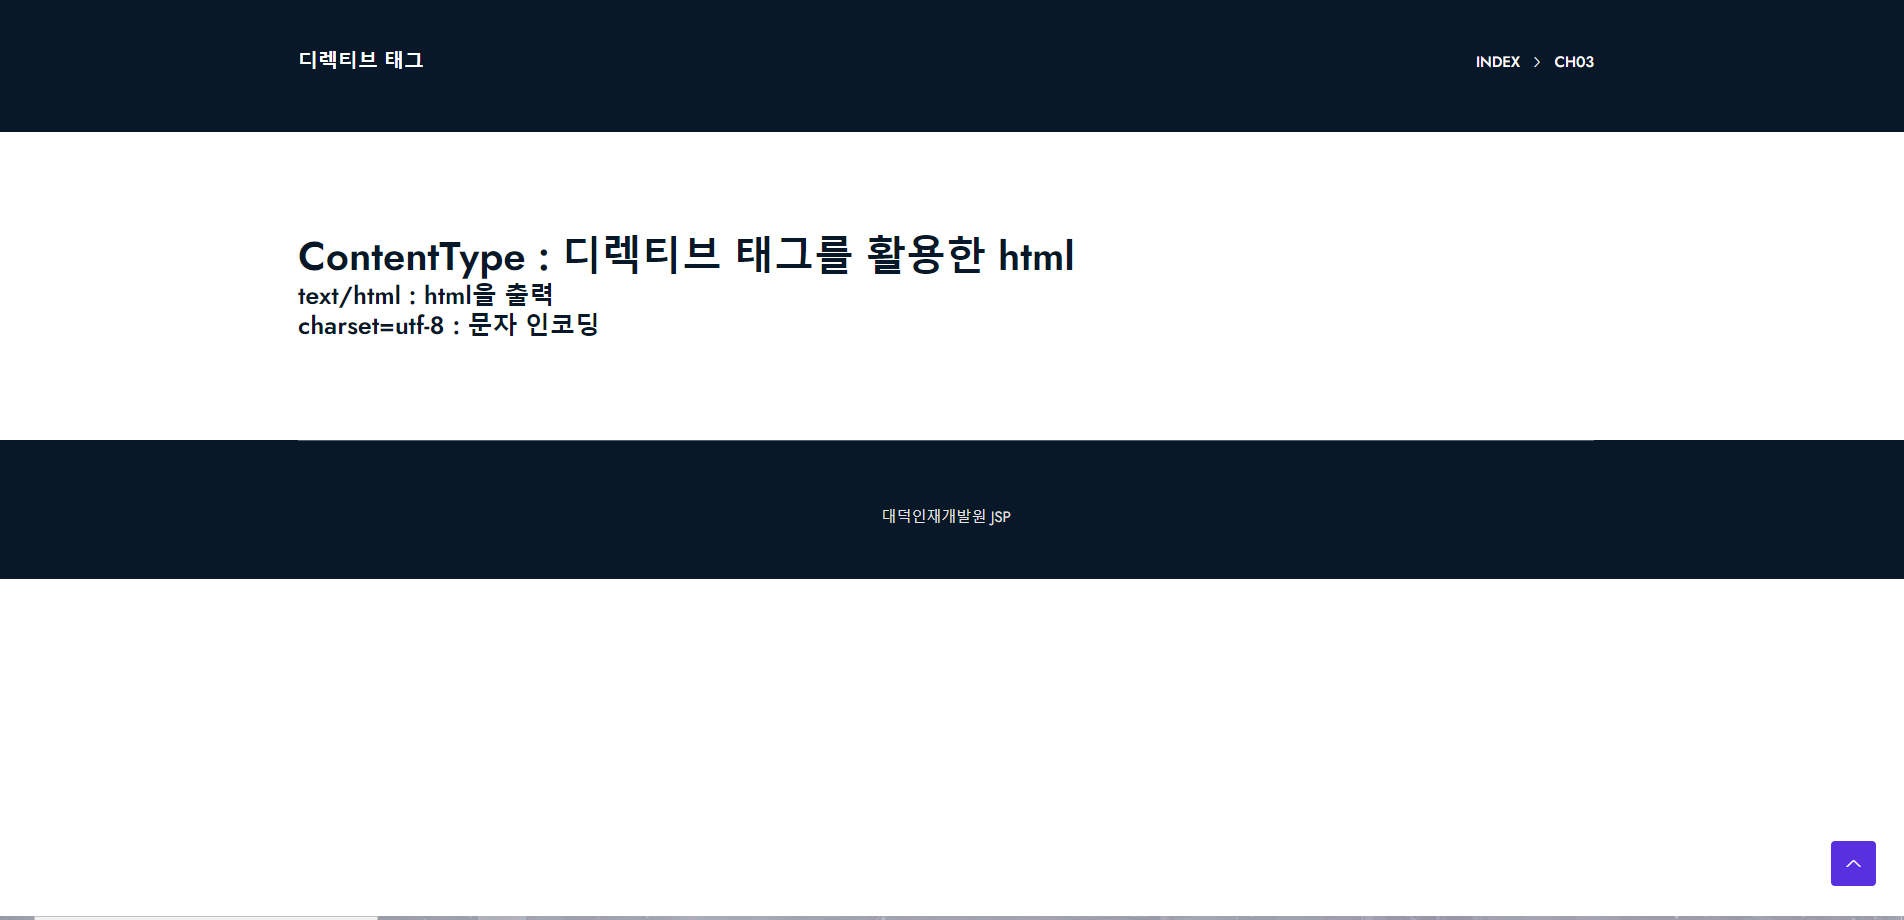 디렉티브 태그
INDEX > CH03
ContentType : 디렉티브 태그를 활용한 html
text/html : html을 출력
charset=utf-8 : 문자 인코딩
대덕인재개발원 JSP